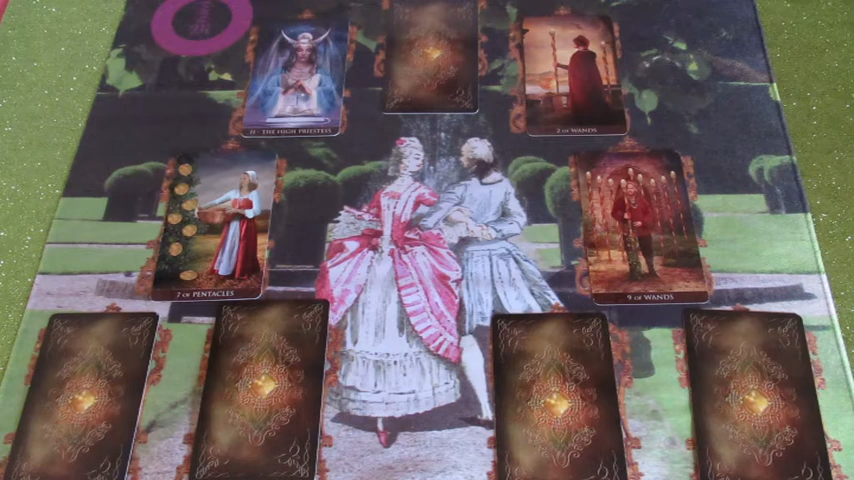 II - THE HIGH PRIESTESS
2 OF WANDS
7 OF PENTACLES
9 OF WANDS